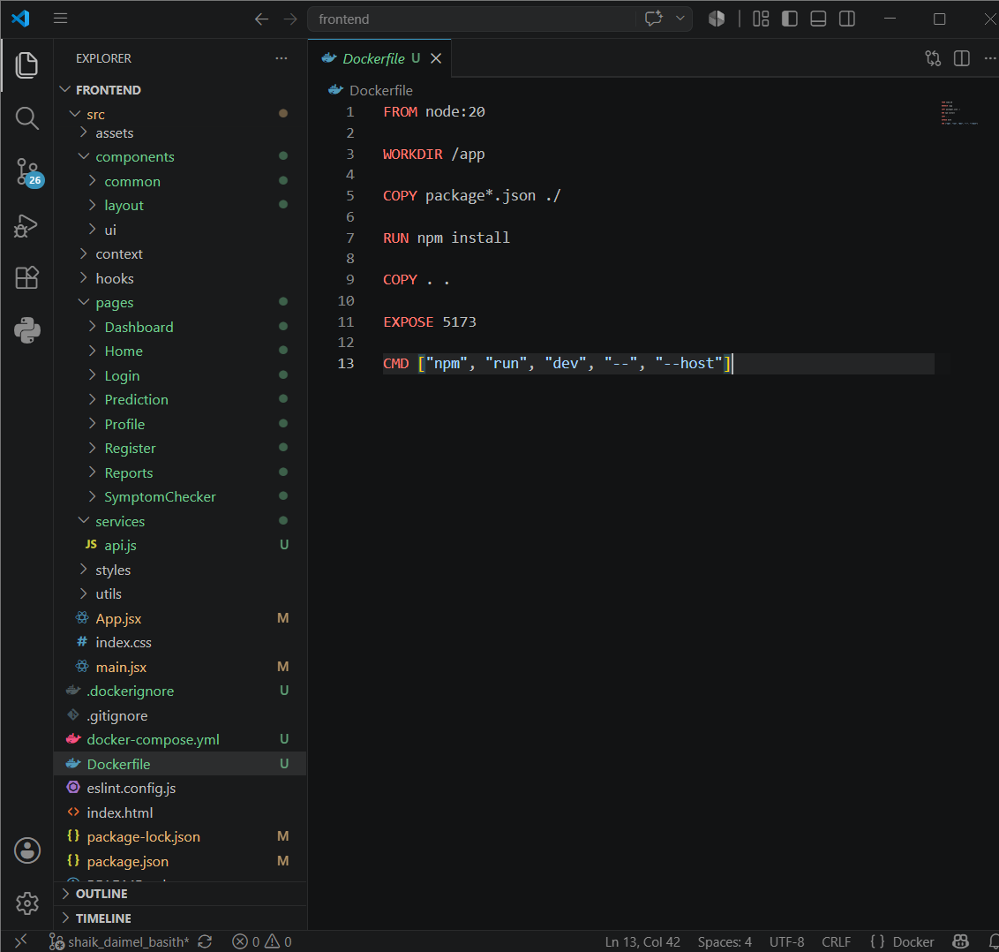 frontend
EXPLORER
FRONTEND
src
assets
components
common
layout
ui
context
hooks
pages
Dashboard
Home
Login
Prediction
Profile
Register
Reports
SymptomChecker
services
JS api.js U
styles
utils
App.jsx M
# index.css
main.jsx M
.dockerignore U
.gitignore
docker-compose.yml U
Dockerfile U
eslint.config.js
<> index.html
{} package-lock.json M
{} package.json M
OUTLINE
TIMELINE
26
Dockerfile U
Dockerfile
1 FROM node:20
2
3 WORKDIR /app
4
5 COPY package*.json ./
6
7 RUN npm install
8
9 COPY . .
10
11 EXPOSE 5173
12
13 CMD ["npm", "run", "dev", "--", "--host"]
shaik_daimel_basith* 0 0 Ln 13, Col 42 Spaces: 4 UTF-8 CRLF {} Docker